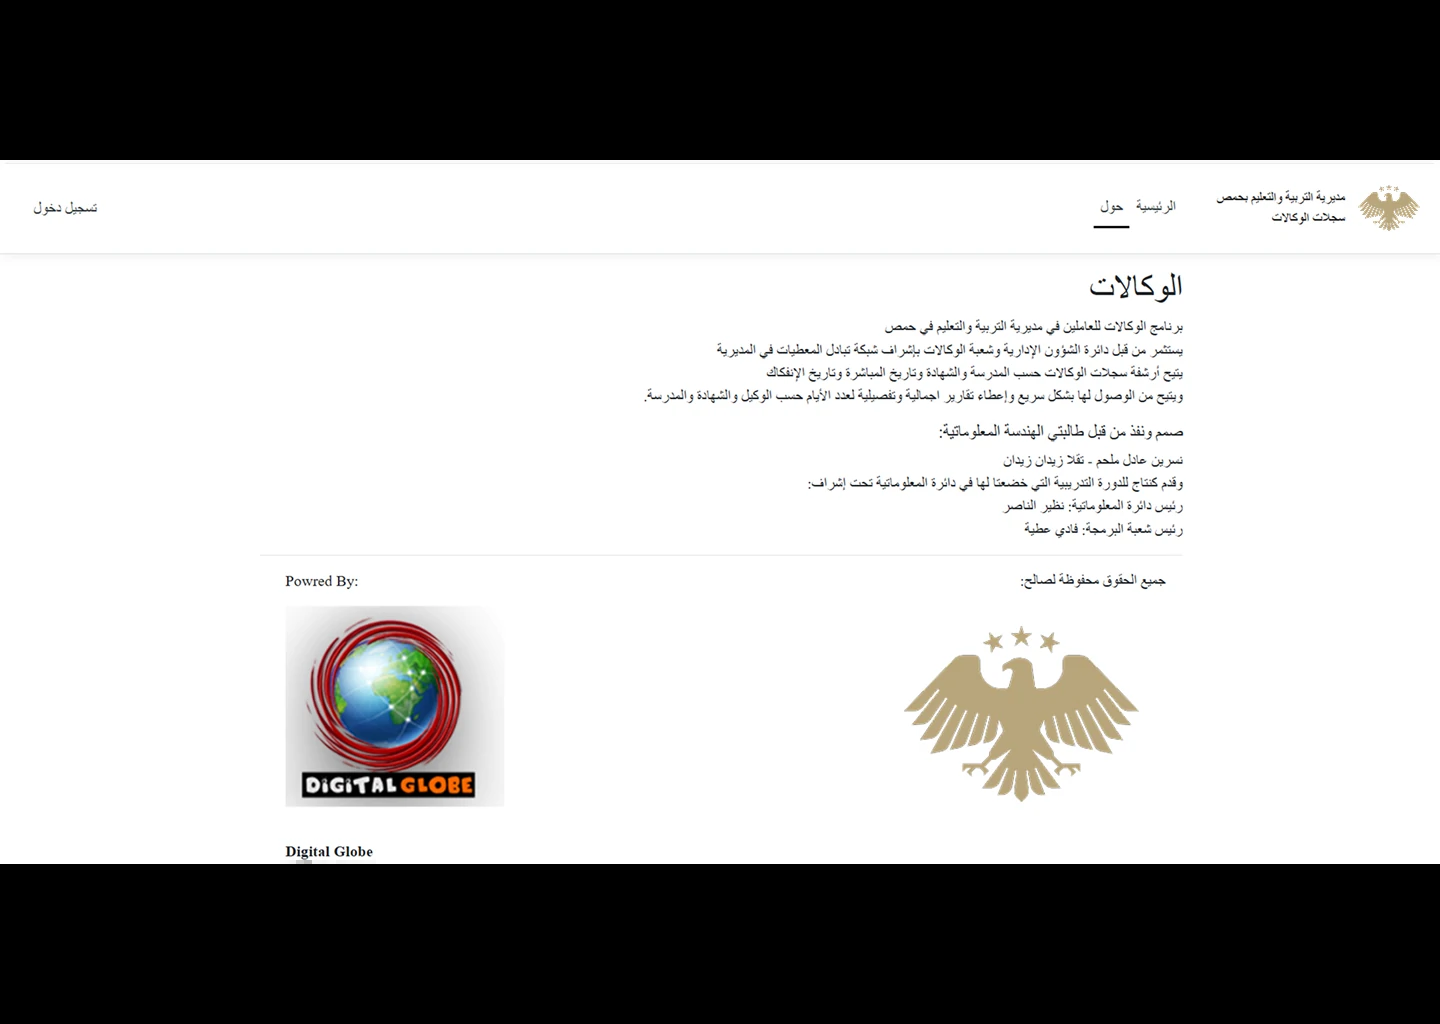 مديرية التربية والتعليم بحمص
سجلات الوكالات
الرئيسية
حول
تسجيل دخول
الوكالات
برنامج الوكالات للعاملين في مديرية التربية والتعليم في حمص
يستثمر من قبل دائرة الشؤون الإدارية وشعبة الوكالات بإشراف شبكة تبادل المعطيات في المديرية
يتيح أرشفة سجلات الوكالات حسب المدرسة والشهادة وتاريخ المباشرة وتاريخ الإنفكاك
ويتيح من الوصول لها بشكل سريع وإعطاء تقارير اجمالية وتفصيلية لعدد الأيام حسب الوكيل والشهادة والمدرسة.
صمم ونفذ من قبل طالبتي الهندسة المعلوماتية:
نسرين عادل ملحم - تقلا زيدان زيدان
وقدم كنتاج للدورة التدريبية التي خضعتا لها في دائرة المعلوماتية تحت إشراف:
رئيس دائرة المعلوماتية: نظير الناصر
رئيس شعبة البرمجة: فادي عطية
جميع الحقوق محفوظة لصالح:
Powred By:
DIGITAL GLOBE
Digital Globe